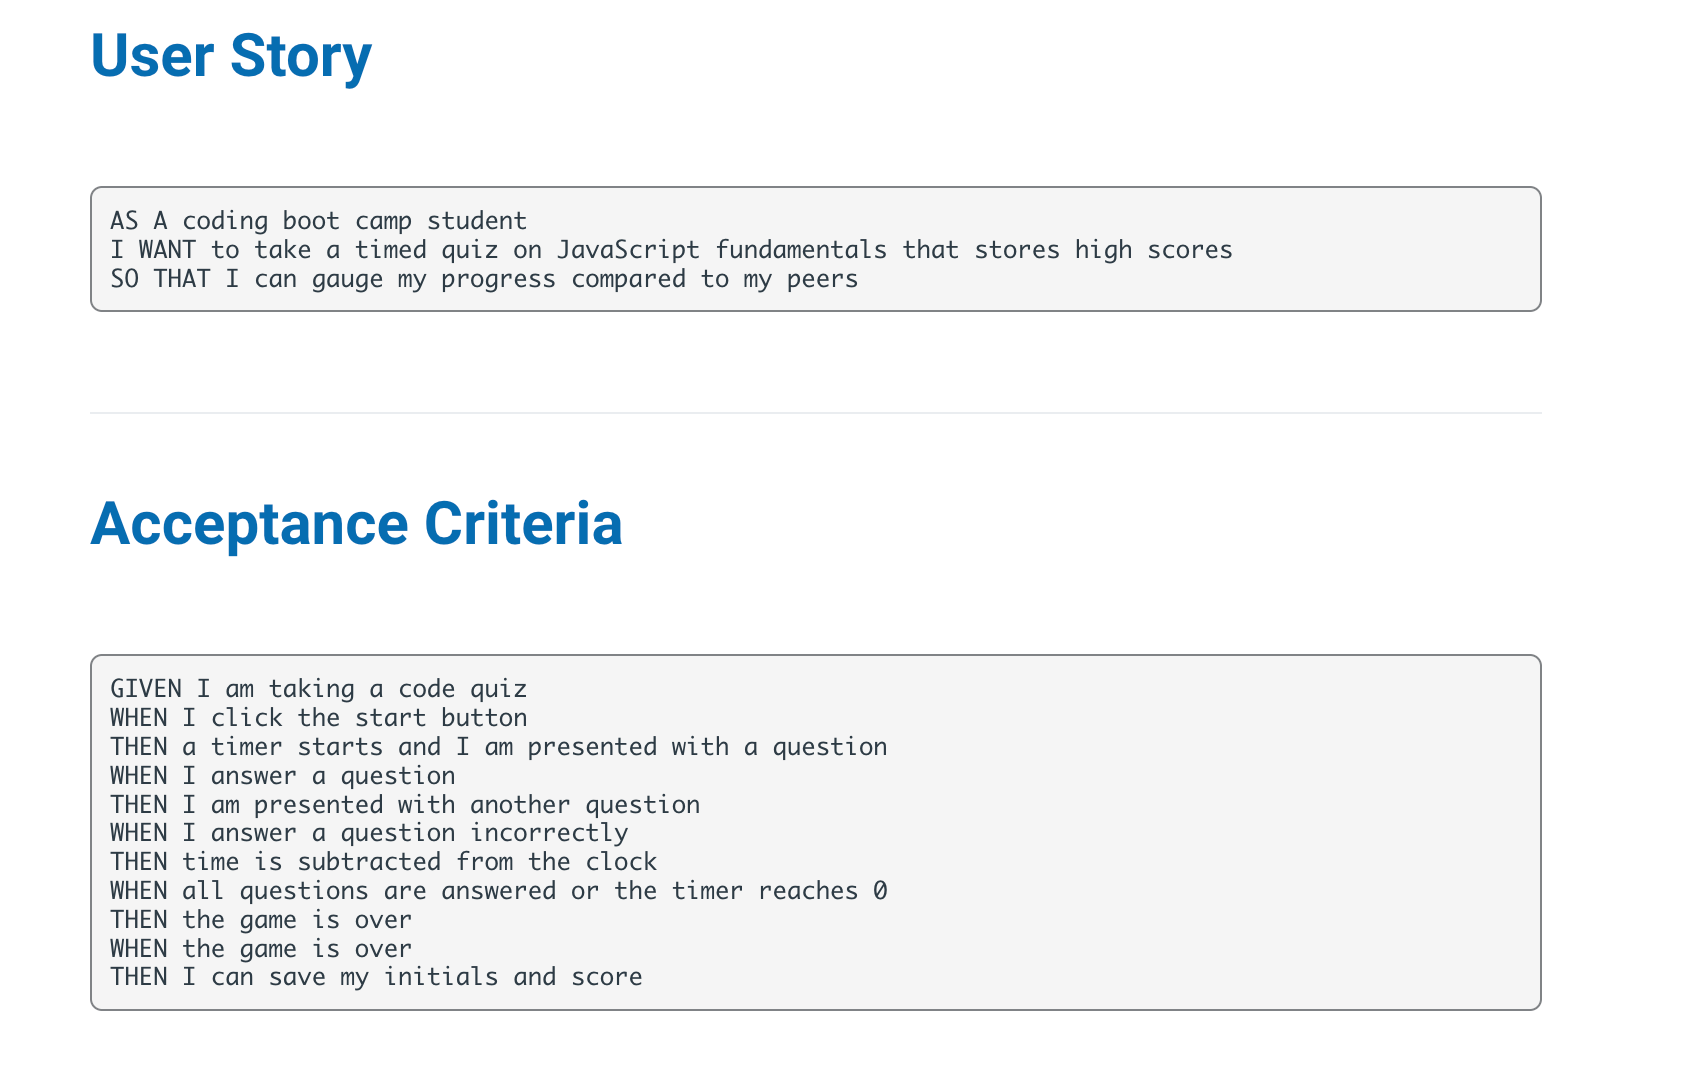 User Story
AS A coding boot camp student
I WANT to take a timed quiz on JavaScript fundamentals that stores high scores
SO THAT I can gauge my progress compared to my peers
Acceptance Criteria
GIVEN I am taking a code quiz
WHEN I click the start button
THEN a timer starts and I am presented with a question
WHEN I answer a question
THEN I am presented with another question
WHEN I answer a question incorrectly
THEN time is subtracted from the clock
WHEN all questions are answered or the timer reaches 0
THEN the game is over
WHEN the game is over
THEN I can save my initials and score